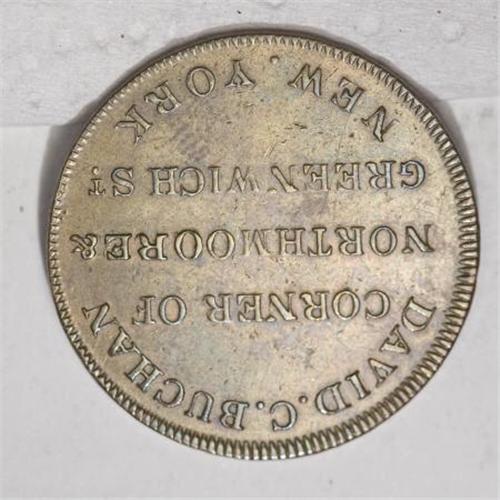 DAVID. C. BUCHAN
CORNER OF
NORTHMOORE&
GREENWICH ST.
NEW. YORK